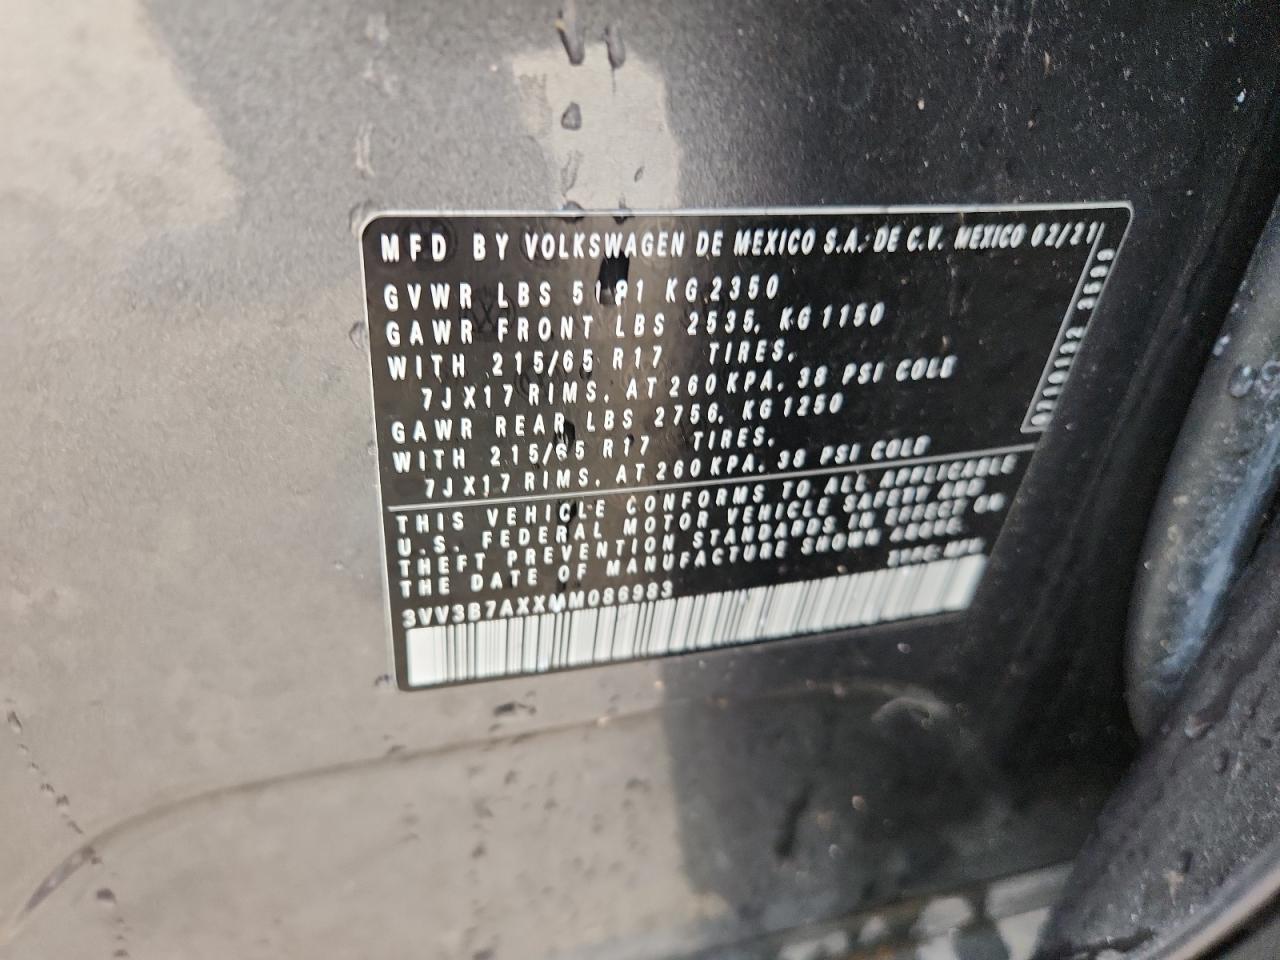 MFD BY VOLKSWAGEN DE MEXICO S.A. DE C.V. MEXICO 02/21
GVWR LBS 5181 KG 2350
GAWR FRONT LBS 2535, KG 1150
WITH 215/65 R17 TIRES,
7JX17 RIMS, AT 260 KPA, 38 PSI COLD
GAWR REAR LBS 2756, KG 1250
WITH 215/65 R17 TIRES,
7JX17 RIMS, AT 260 KPA, 38 PSI COLD
THIS VEHICLE CONFORMS TO ALL APPLICABLE
U.S. FEDERAL MOTOR VEHICLE SAFETY AND
THEFT PREVENTION STANDARDS IN EFFECT ON
THE DATE OF MANUFACTURE SHOWN ABOVE.
3VV3B7AXXMM086983
TYPE: MPV